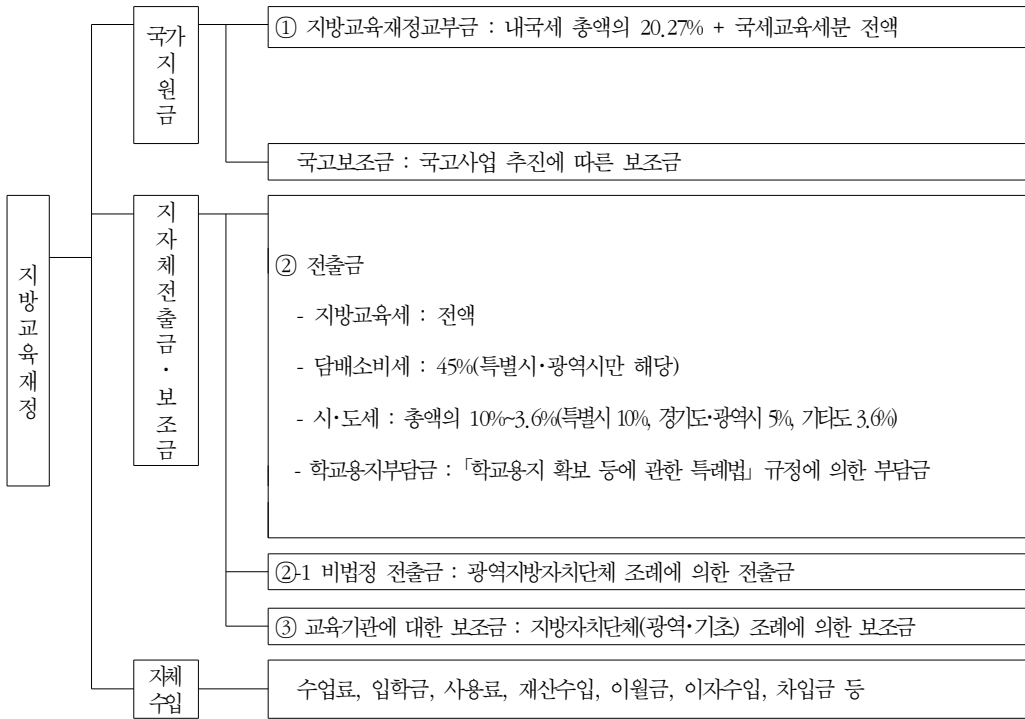 지방교육재정
국가지원금
① 지방교육재정교부금 : 내국세 총액의 20.27% + 국세교육세분 전액
국고보조금 : 국고사업 추진에 따른 보조금
지자체전출금·보조금
② 전출금
- 지방교육세 : 전액
- 담배소비세 : 45%(특별시·광역시만 해당)
- 시·도세 : 총액의 10%~3.6%(특별시 10%, 경기도·광역시 5%, 기타도 3.6%)
- 학교용지부담금 : 「학교용지 확보 등에 관한 특례법」 규정에 의한 부담금
②-1 비법정 전출금 : 광역지방자치단체 조례에 의한 전출금
③ 교육기관에 대한 보조금 : 지방자치단체(광역·기초) 조례에 의한 보조금
자체
수입
수업료, 입학금, 사용료, 재산수입, 이월금, 이자수입, 차입금 등